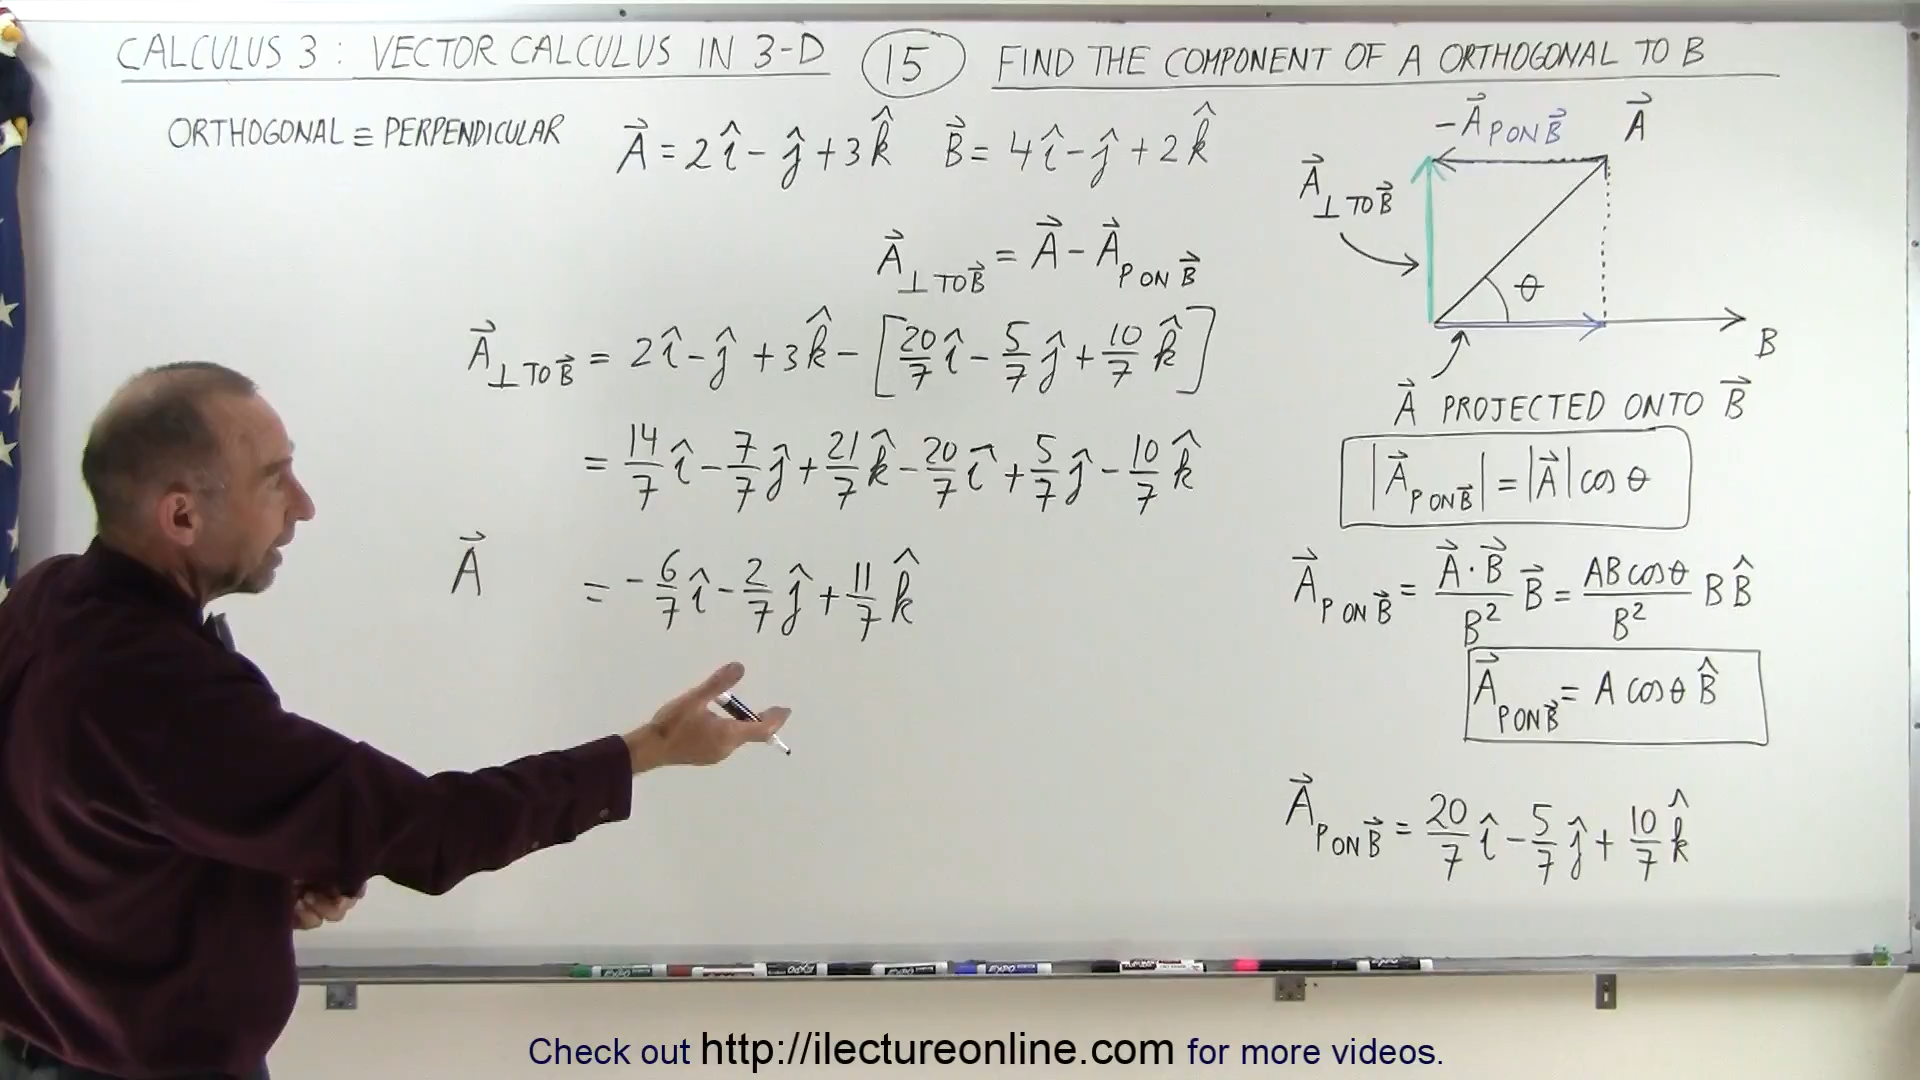 CALCULUS 3 : VECTOR CALCULUS IN 3-D (15) FIND THE COMPONENT OF A ORTHOGONAL TO B
ORTHOGONAL ≡ PERPENDICULAR
A⃗ = 2î - ĵ + 3k̂ B⃗ = 4î - ĵ + 2k̂
A⃗ ⊥ TO B⃗ = A⃗ - A⃗ P ON B⃗
A⃗ ⊥ TO B⃗ = 2î - ĵ + 3k̂ - [20/7 î - 5/7 ĵ + 10/7 k̂]
= 14/7 î - 7/7 ĵ + 21/7 k̂ - 20/7 î + 5/7 ĵ - 10/7 k̂
A⃗ = -6/7 î - 2/7 ĵ + 11/7 k̂
-A⃗ P ON B⃗ A⃗
A⃗ ⊥ TO B⃗
θ
B
A⃗ PROJECTED ONTO B⃗
|A⃗ P ON B⃗| = |A⃗| cos θ
A⃗ P ON B⃗ = A⃗ · B⃗ / B² B⃗ = AB cos θ / B² B B̂
A⃗ P ON B⃗ = A cos θ B̂
A⃗ P ON B⃗ = 20/7 î - 5/7 ĵ + 10/7 k̂
EXPO EXPO EXPO EXPO
Check out http://ilectureonline.com for more videos.